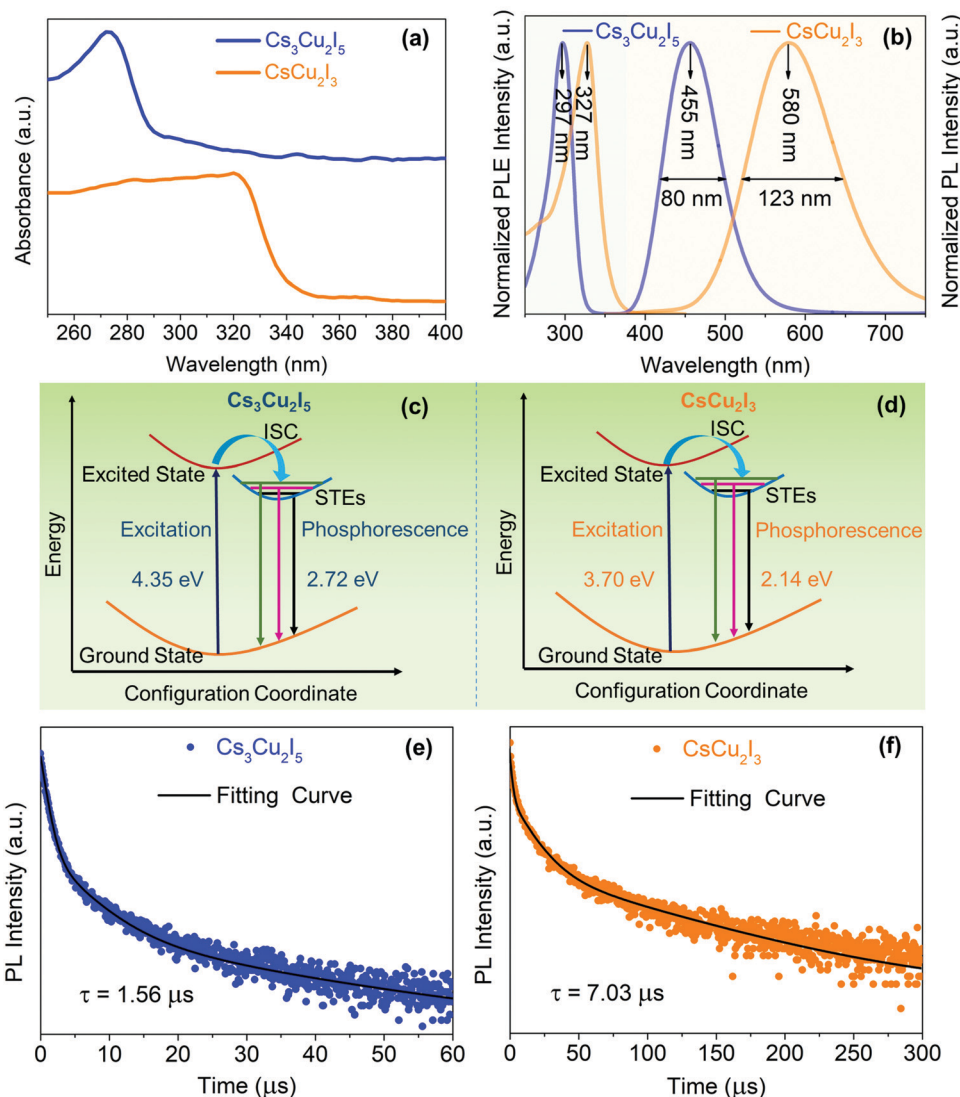 (a)
Cs₃Cu₂I₅
CsCu₂I₃
Absorbance (a.u.)
260 280 300 320 340 360 380 400
Wavelength (nm)
(b)
Cs₃Cu₂I₅
CsCu₂I₃
Normalized PLE Intensity (a.u.)
297 nm
327 nm
455 nm
580 nm
80 nm
123 nm
Normalized PL Intensity (a.u.)
300 400 500 600 700
Wavelength (nm)
(c)
Cs₃Cu₂I₅
ISC
Excited State
STEs
Excitation
Phosphorescence
4.35 eV
2.72 eV
Ground State
Energy
Configuration Coordinate
(d)
CsCu₂I₃
ISC
Excited State
STEs
Excitation
Phosphorescence
3.70 eV
2.14 eV
Ground State
Energy
Configuration Coordinate
(e)
Cs₃Cu₂I₅
Fitting Curve
PL Intensity (a.u.)
τ = 1.56 μs
0 10 20 30 40 50 60
Time (μs)
(f)
CsCu₂I₃
Fitting Curve
PL Intensity (a.u.)
τ = 7.03 μs
0 50 100 150 200 250 300
Time (μs)